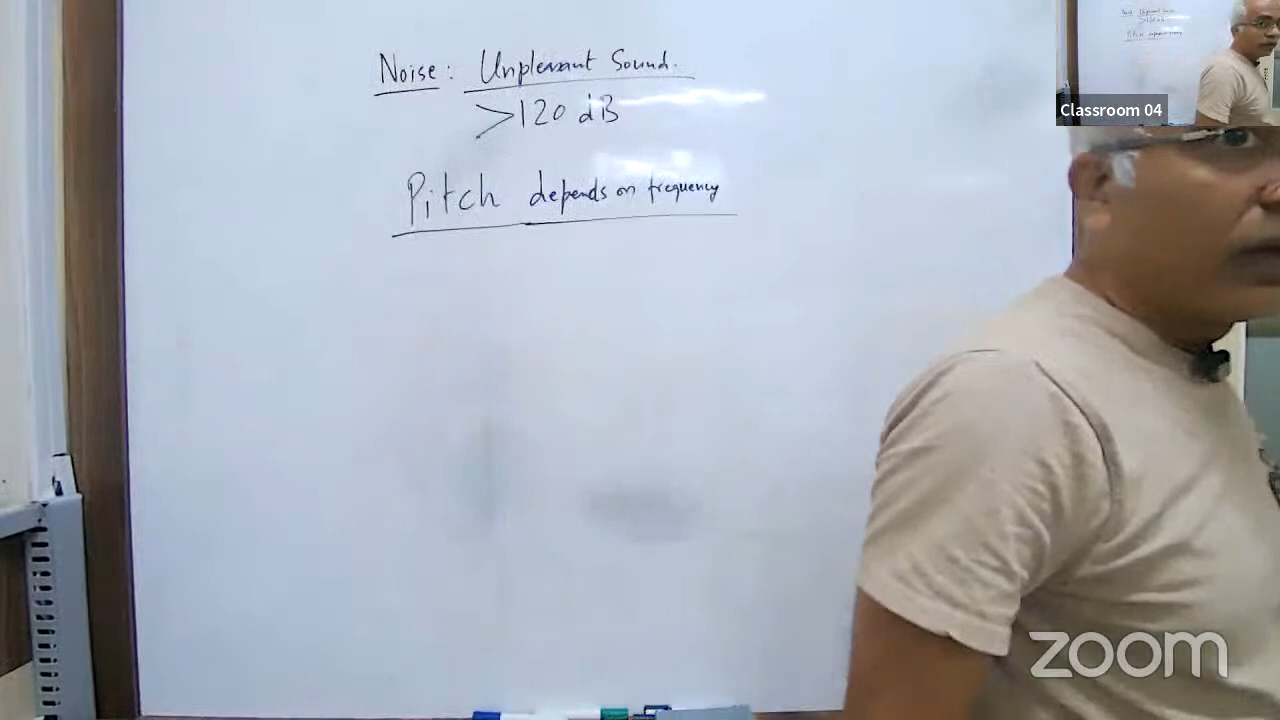 Noise: Unpleasant Sound.
>120 dB
Pitch depends on frequency
Classroom 04
zoom